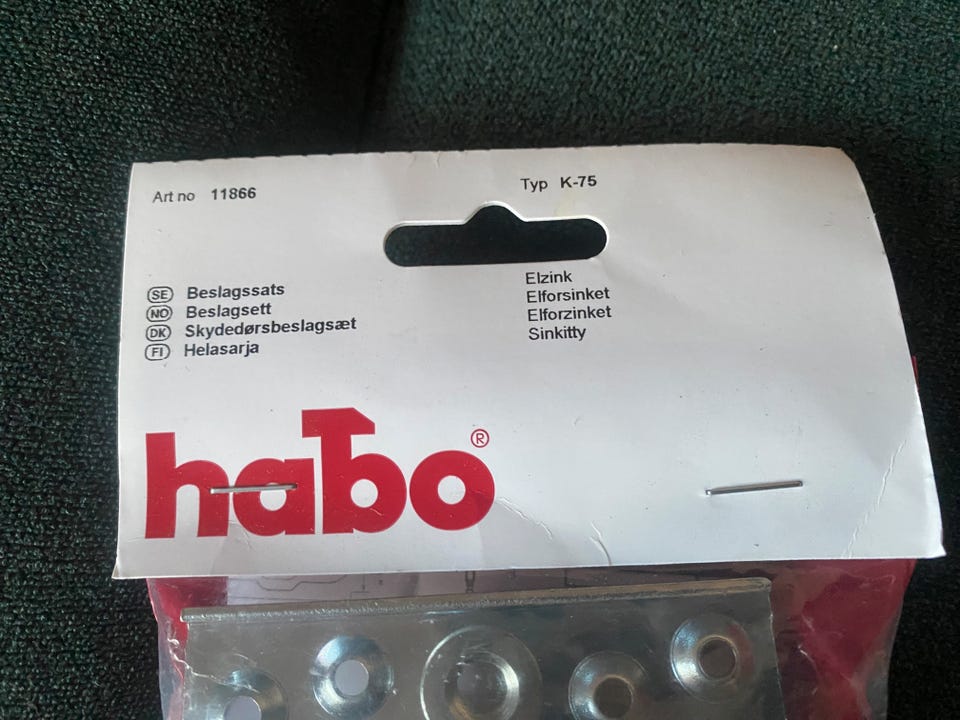 Art no 11866
Typ K-75
SE Beslagssats
NO Beslagsett
DK Skydedørsbeslagsæt
FI Helasarja
Elzink
Elforsinket
Elforzinket
Sinkitty
habo®